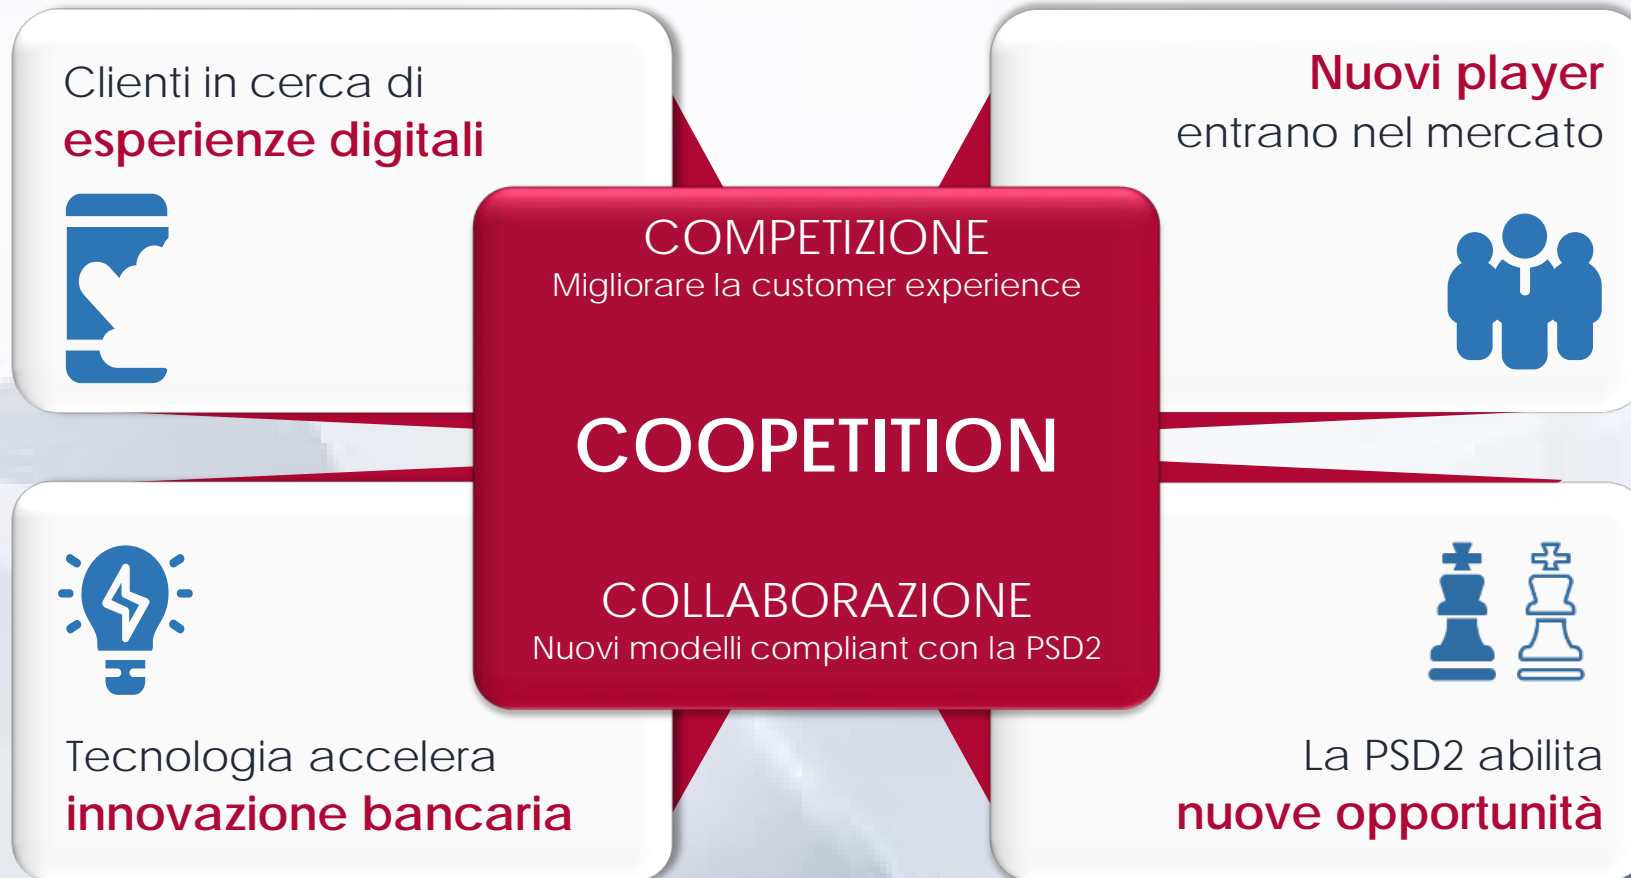 Clienti in cerca di
esperienze digitali
Nuovi player
entrano nel mercato
COMPETIZIONE
Migliorare la customer experience
COOPETITION
COLLABORAZIONE
Nuovi modelli compliant con la PSD2
Tecnologia accelera
innovazione bancaria
La PSD2 abilita
nuove opportunità